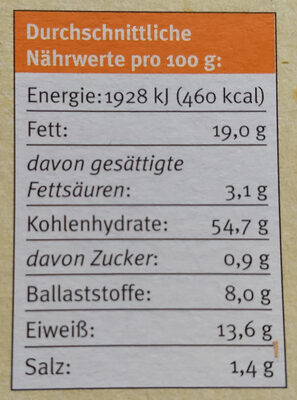 Durchschnittliche
Nährwerte pro 100 g:
Energie: 1928 kJ (460 kcal)
Fett: 19,0 g
davon gesättigte
Fettsäuren: 3,1 g
Kohlenhydrate: 54,7 g
davon Zucker: 0,9 g
Ballaststoffe: 8,0 g
Eiweiß: 13,6 g
Salz: 1,4 g